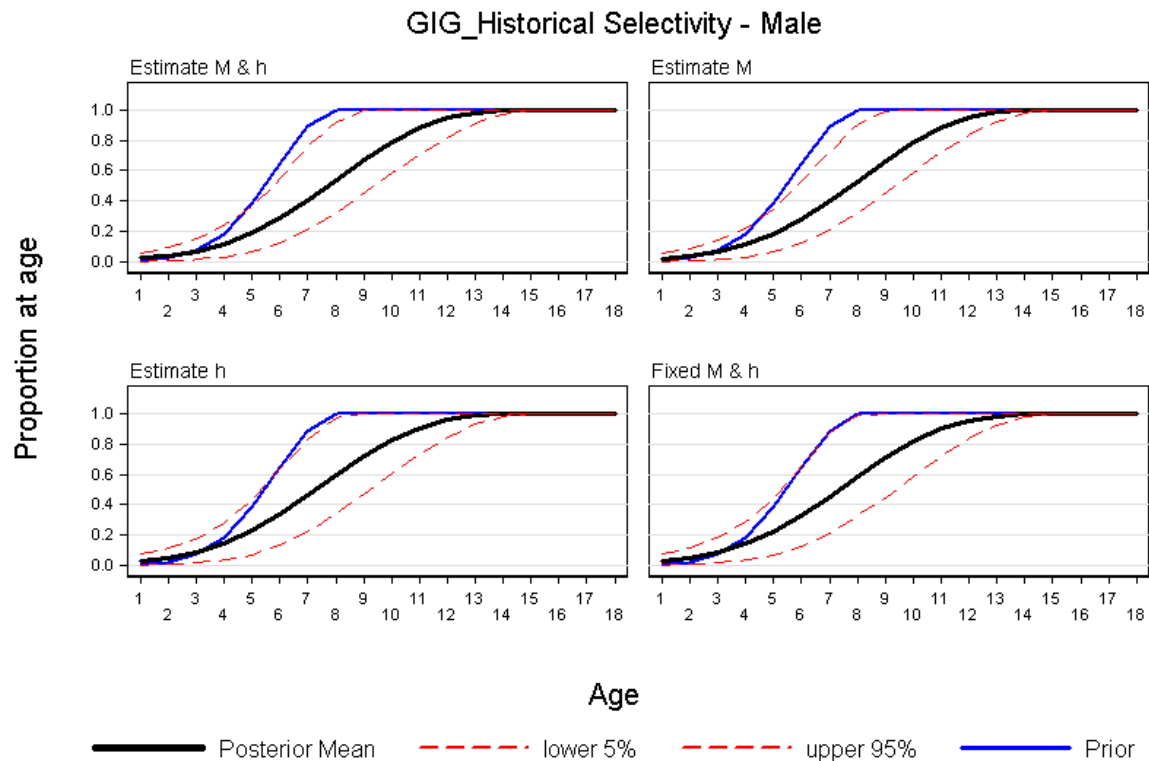 GIG_Historical Selectivity - Male
Estimate M & h
Estimate M
1.0
0.8
0.6
0.4
0.2
0.0
1 3 5 7 9 11 13 15 17 1 3 5 7 9 11 13 15 17
2 4 6 8 10 12 14 16 18 2 4 6 8 10 12 14 16 18
Estimate h
Fixed M & h
1.0
0.8
0.6
0.4
0.2
0.0
1 3 5 7 9 11 13 15 17 1 3 5 7 9 11 13 15 17
2 4 6 8 10 12 14 16 18 2 4 6 8 10 12 14 16 18
Proportion at age
Age
Posterior Mean lower 5% upper 95% Prior